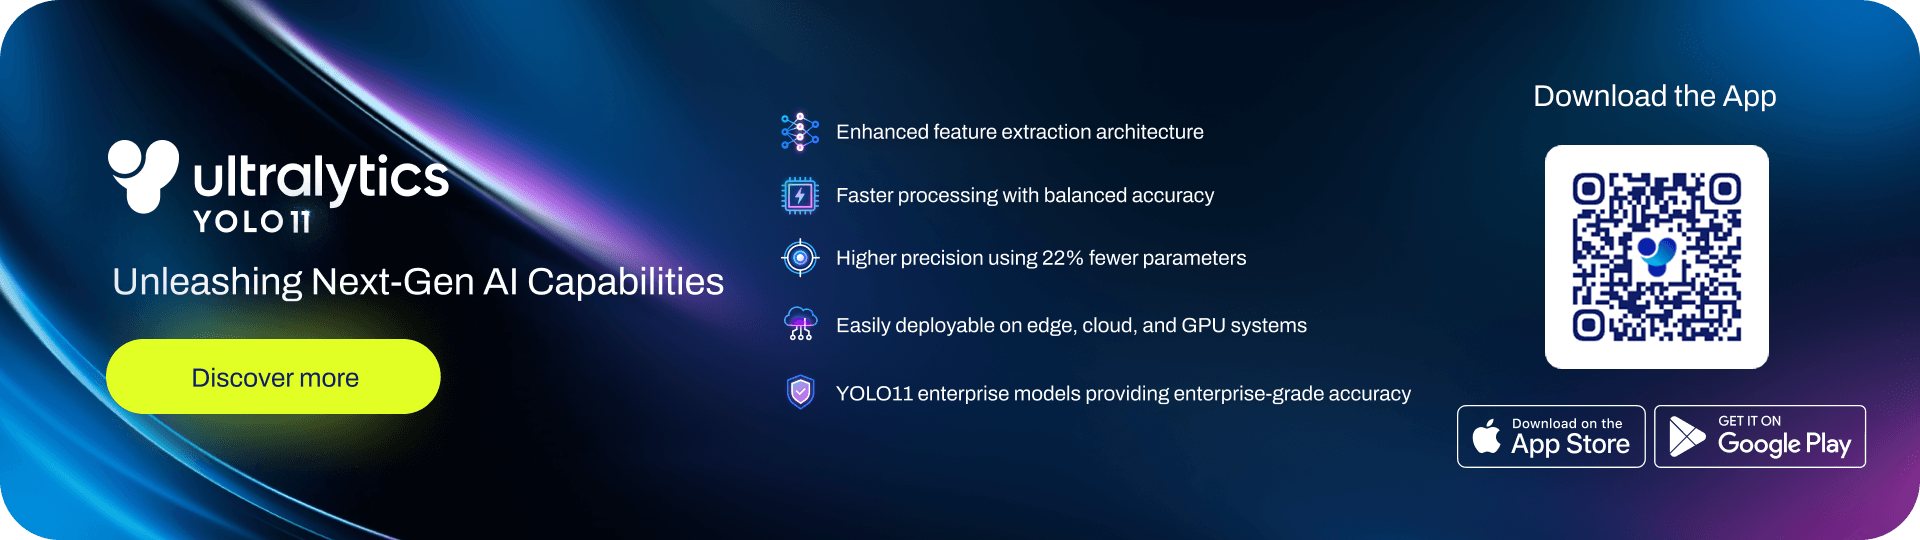 ultralytics
YOLO11
Unleashing Next-Gen AI Capabilities
Discover more
Enhanced feature extraction architecture
Faster processing with balanced accuracy
Higher precision using 22% fewer parameters
Easily deployable on edge, cloud, and GPU systems
YOLO11 enterprise models providing enterprise-grade accuracy
Download the App
Download on the
App Store
GET IT ON
Google Play